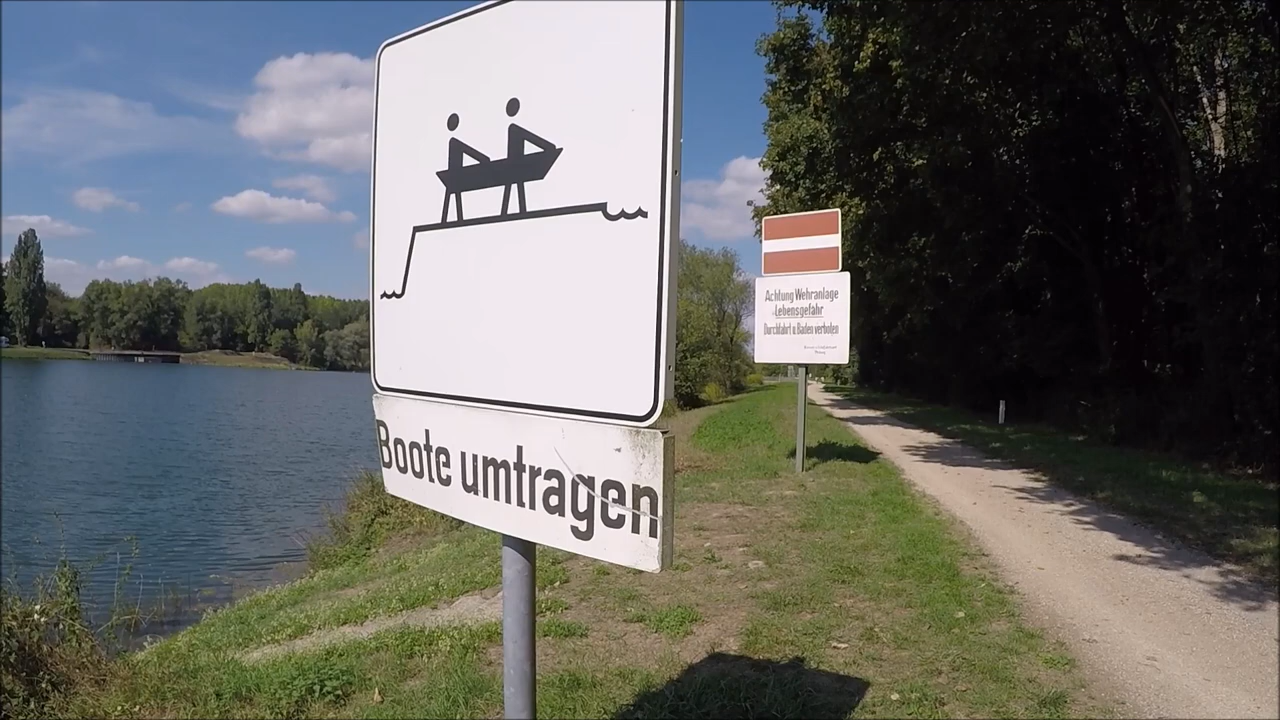 Boote umtragen
Achtung Wehranlage
Lebensgefahr
Durchfahrt u. Baden verboten